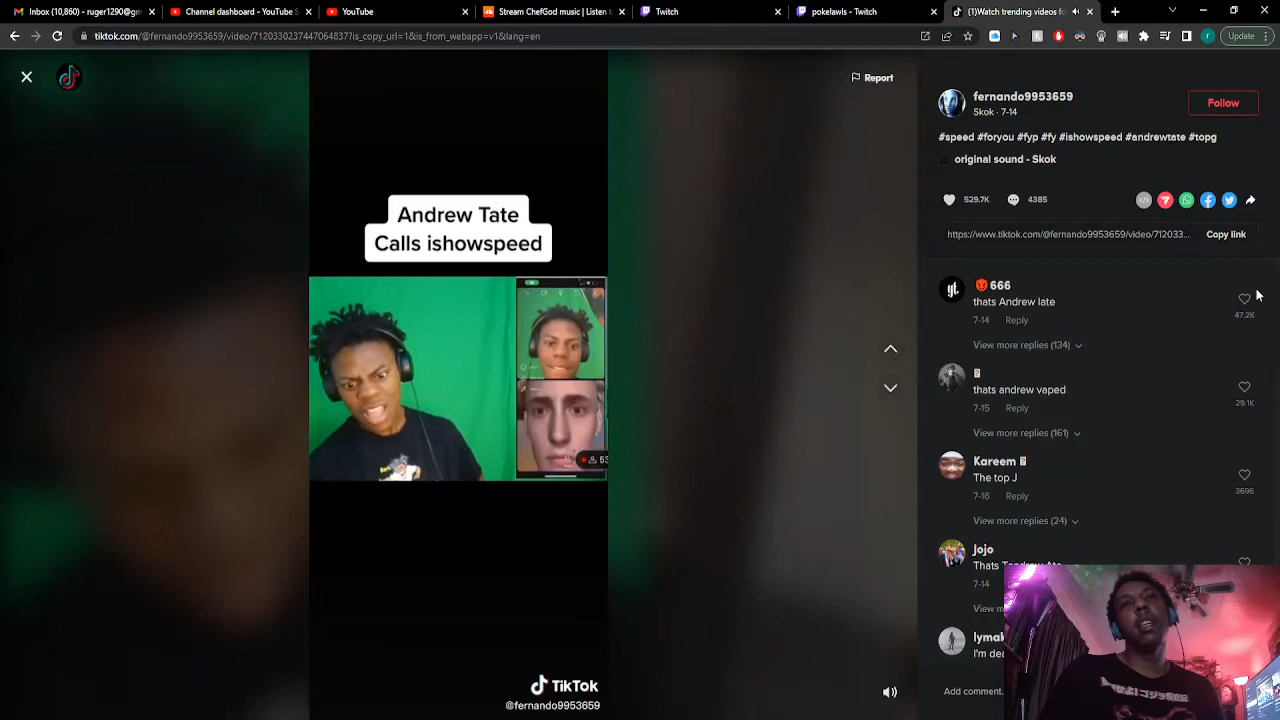 Inbox (10,860) - ruger1290@gm
Channel dashboard - YouTube S
YouTube
Stream ChefGod music | Listen t
Twitch
pokelawls - Twitch
(1)Watch trending videos fo
tiktok.com/@fernando9953659/video/7120330237447064837?is_copy_url=1&is_from_webapp=v1&lang=en
Update
Report
fernando9953659
Skok · 7-14
Follow
#speed #foryou #fyp #fy #ishowspeed #andrewtate #topg
original sound - Skok
529.7K
4385
https://www.tiktok.com/@fernando9953659/video/712033...
Copy link
Andrew Tate
Calls ishowspeed
666
thats Andrew late
7-14 Reply
47.2K
View more replies (134)
thats andrew vaped
7-15 Reply
29.1K
View more replies (161)
Kareem
The top J
7-16 Reply
3696
View more replies (24)
Jojo
7-14
View m
lymak
I'm dea
Add comment.
TikTok
@fernando9953659